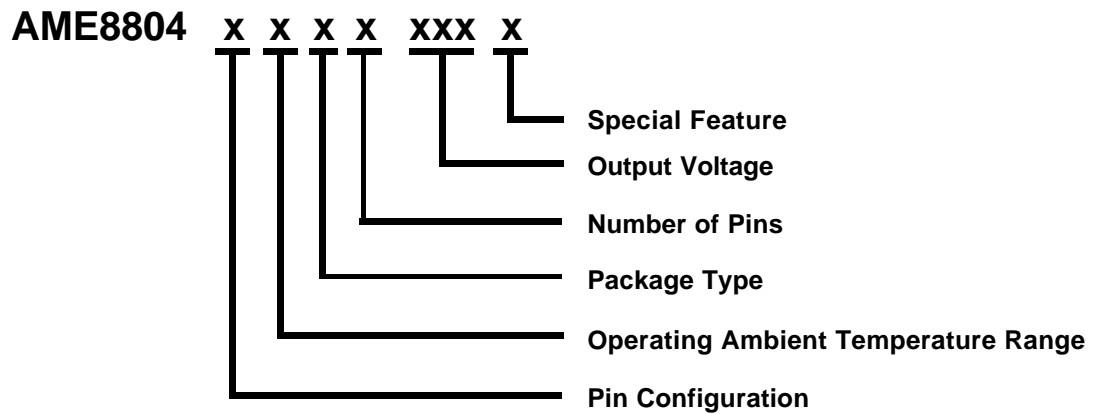 AME8804 x x x x xxx x
Special Feature
Output Voltage
Number of Pins
Package Type
Operating Ambient Temperature Range
Pin Configuration